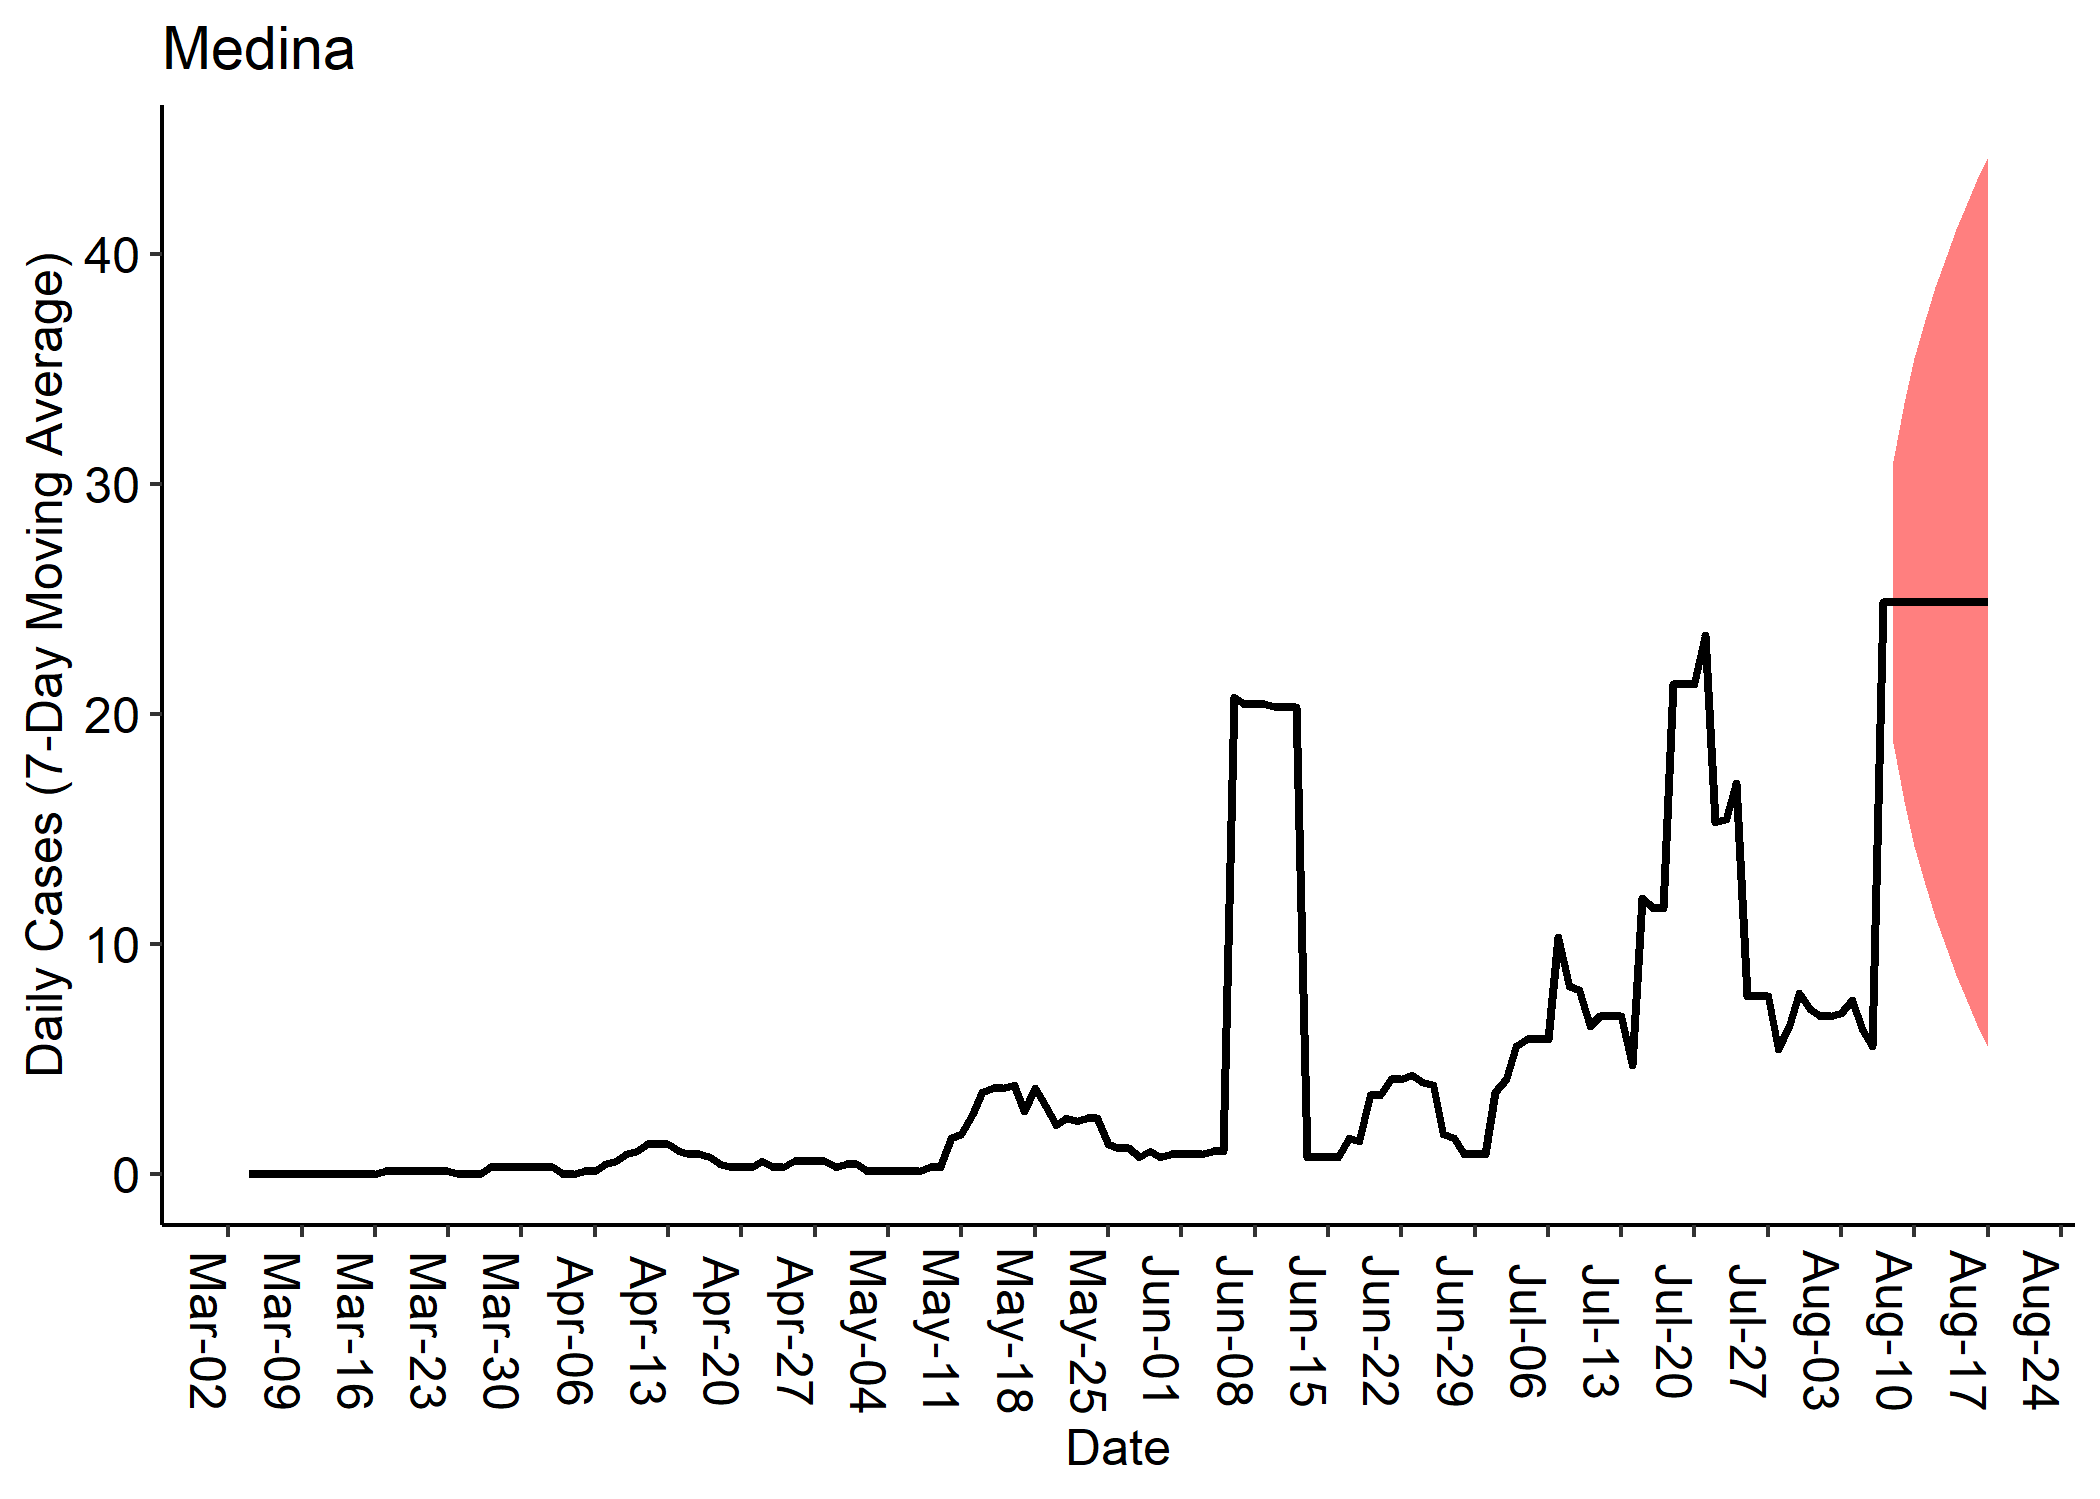 Medina
Daily Cases (7-Day Moving Average)
40
30
20
10
0
Mar-02
Mar-09
Mar-16
Mar-23
Mar-30
Apr-06
Apr-13
Apr-20
Apr-27
May-04
May-11
May-18
May-25
Jun-01
Jun-08
Jun-15
Jun-22
Jun-29
Jul-06
Jul-13
Jul-20
Jul-27
Aug-03
Aug-10
Aug-17
Aug-24
Date